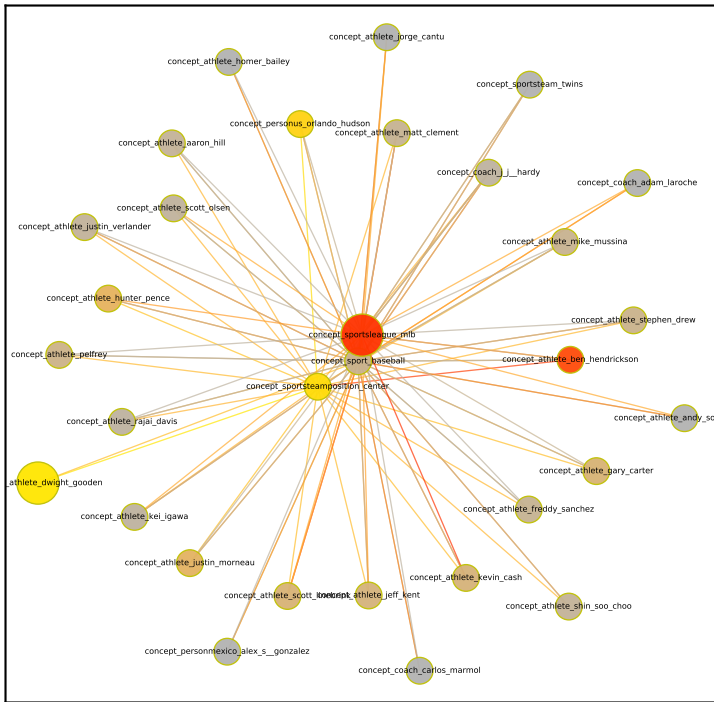 concept_athlete_jorge_cantu
concept_athlete_homer_bailey
concept_sportsteam_twins
concept_personus_orlando_hudson
concept_athlete_matt_clement
concept_athlete_aaron_hill
concept_coach_j_j__hardy
concept_coach_adam_laroche
concept_athlete_scott_olsen
concept_athlete_justin_verlander
concept_athlete_mike_mussina
concept_athlete_hunter_pence
concept_athlete_stephen_drew
concept_sportsleague_mlb
concept_athlete_pelfrey
concept_sport_baseball
concept_athlete_ben_hendrickson
concept_sportsteamposition_center
concept_athlete_rajai_davis
concept_athlete_andy_so
concept_athlete_gary_carter
_athlete_dwight_gooden
concept_athlete_freddy_sanchez
concept_athlete_kei_igawa
concept_athlete_justin_morneau
concept_athlete_kevin_cash
concept_athlete_jeff_kent
concept_athlete_shin_soo_choo
concept_personmexico_alex_s__gonzalez
concept_coach_carlos_marmol